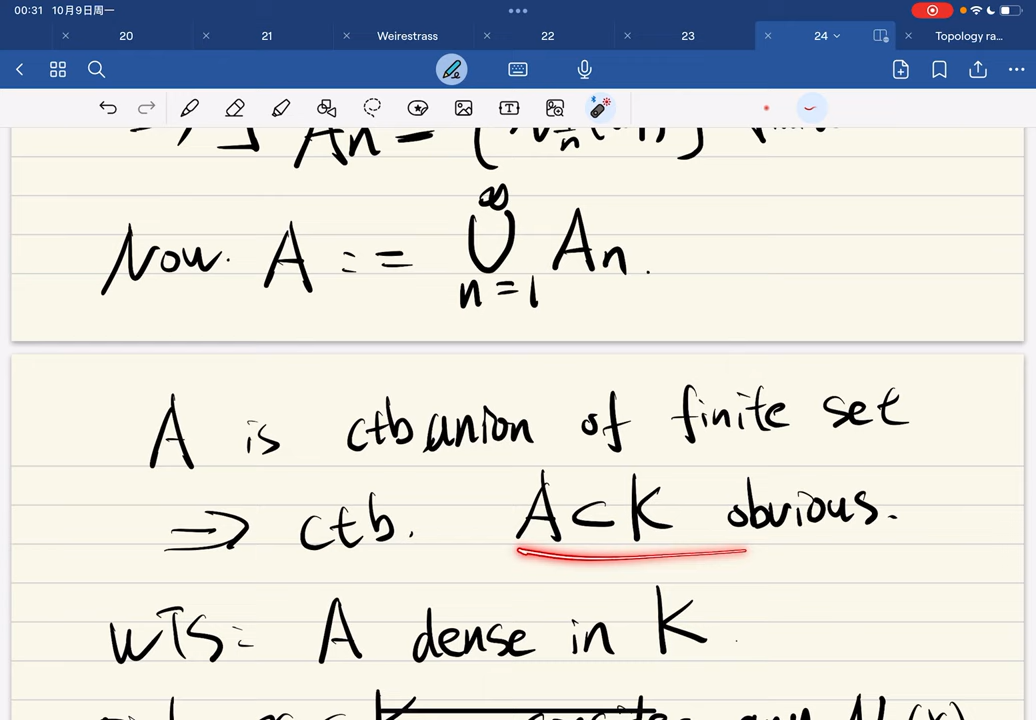 00:31 10月9日周一
20 21 Weirestrass 22 23 24 Topology ra...
T
An =
Now. A := = ∞ ⋃ n=1 An.
A is ctb union of finite set
⇒ ctb. A⊂K obvious.
WTS: A dense in K.